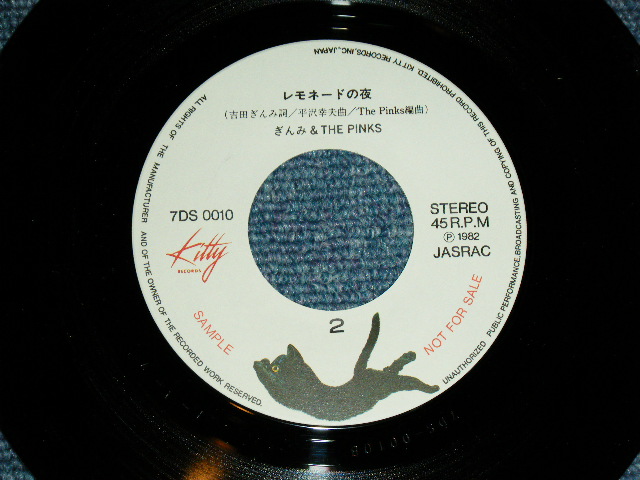 レモネードの夜
(吉田ぎんみ詞/平沢幸夫曲/The Pinks編曲)
ぎんみ & THE PINKS
7DS 0010
Kitty
RECORDS
STEREO
45 R.P.M
Ⓟ 1982
JASRAC
SAMPLE
2
NOT FOR SALE
ALL RIGHTS OF THE MANUFACTURER AND OF THE OWNER OF THE RECORDED WORK RESERVED.
UNAUTHORIZED PUBLIC PERFORMANCE, BROADCASTING AND COPYING OF THIS RECORD PROHIBITED. KITTY RECORDS, INC., JAPAN